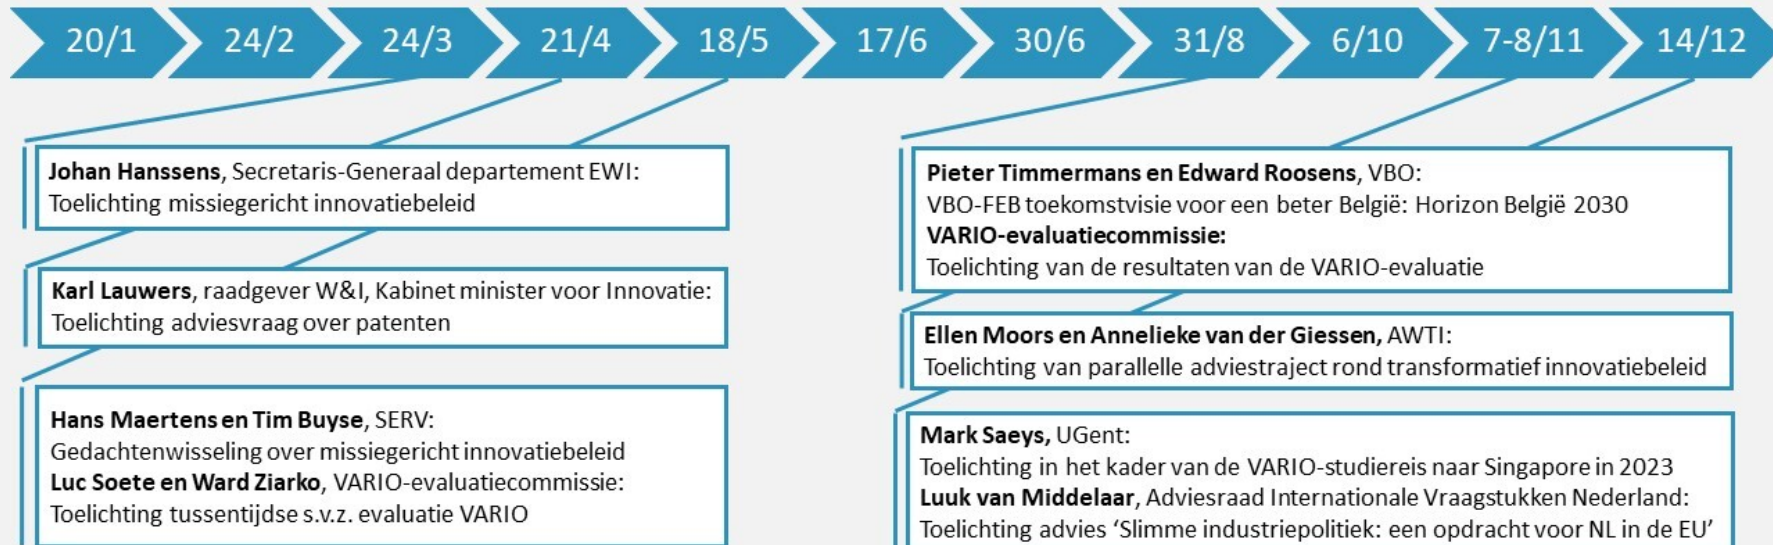 20/1 24/2 24/3 21/4 18/5 17/6 30/6 31/8 6/10 7-8/11 14/12
Johan Hanssens, Secretaris-Generaal departement EWI:
Toelichting missiegericht innovatiebeleid
Karl Lauwers, raadgever W&I, Kabinet minister voor Innovatie:
Toelichting adviesvraag over patenten
Hans Maertens en Tim Buyse, SERV:
Gedachtenwisseling over missiegericht innovatiebeleid
Luc Soete en Ward Ziarko, VARIO-evaluatiecommissie:
Toelichting tussentijdse s.v.z. evaluatie VARIO
Pieter Timmermans en Edward Roosens, VBO:
VBO-FEB toekomstvisie voor een beter België: Horizon België 2030
VARIO-evaluatiecommissie:
Toelichting van de resultaten van de VARIO-evaluatie
Ellen Moors en Annelieke van der Giessen, AWTI:
Toelichting van parallelle adviestraject rond transformatief innovatiebeleid
Mark Saeys, UGent:
Toelichting in het kader van de VARIO-studiereis naar Singapore in 2023
Luuk van Middelaar, Adviesraad Internationale Vraagstukken Nederland:
Toelichting advies ‘Slimme industriepolitiek: een opdracht voor NL in de EU’